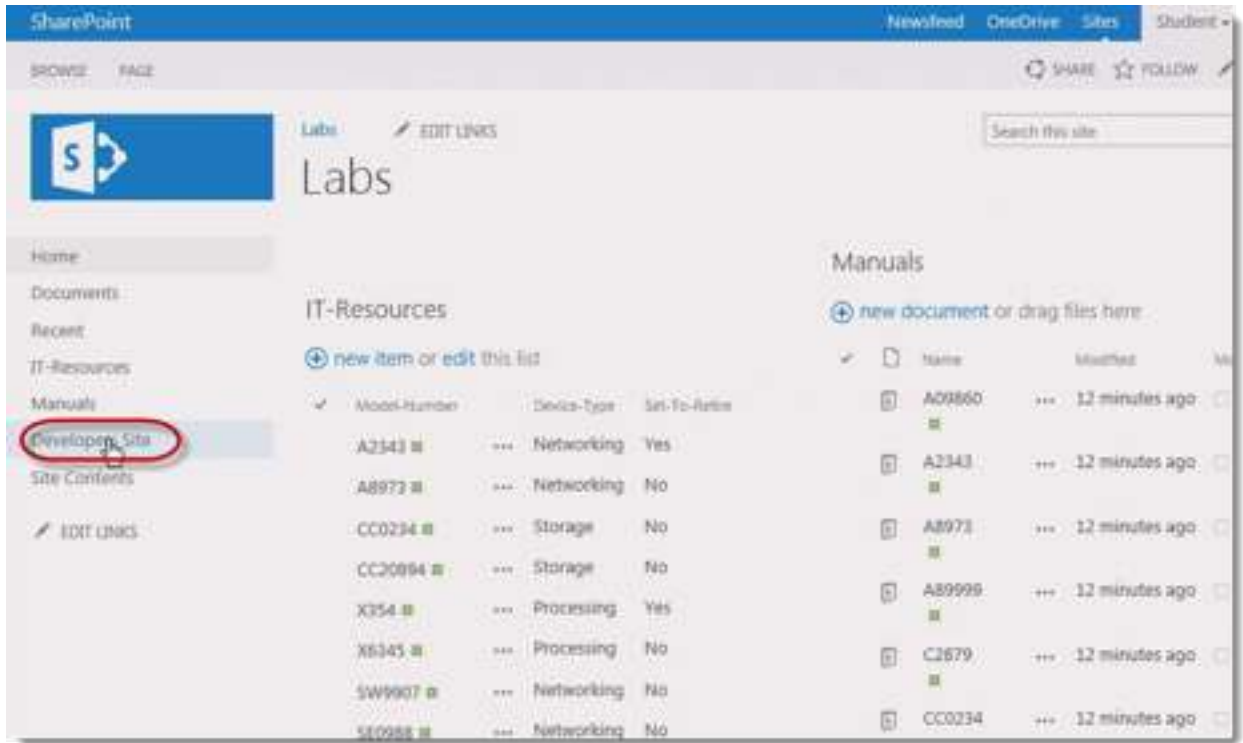 SharePoint
Newsfeed OneDrive Sites Student
BROWSE PAGE
SHARE FOLLOW
S
Labs EDIT LINKS
Search this site
Labs
Home
Documents
Recent
IT-Resources
Manuals
Developers Site
Site Contents
EDIT LINKS
IT-Resources
new item or edit this list
Model-Number Device-Type Set-To-Retire
A2343 ... Networking Yes
A8973 ... Networking No
CC0234 ... Storage No
CC20894 ... Storage No
X354 ... Processing Yes
X6345 ... Processing No
SW9907 ... Networking No
SE0988 ... Networking No
Manuals
new document or drag files here
Name Modified
A09860 ... 12 minutes ago
A2343 ... 12 minutes ago
A8973 ... 12 minutes ago
A89999 ... 12 minutes ago
C2679 ... 12 minutes ago
CC0234 ... 12 minutes ago